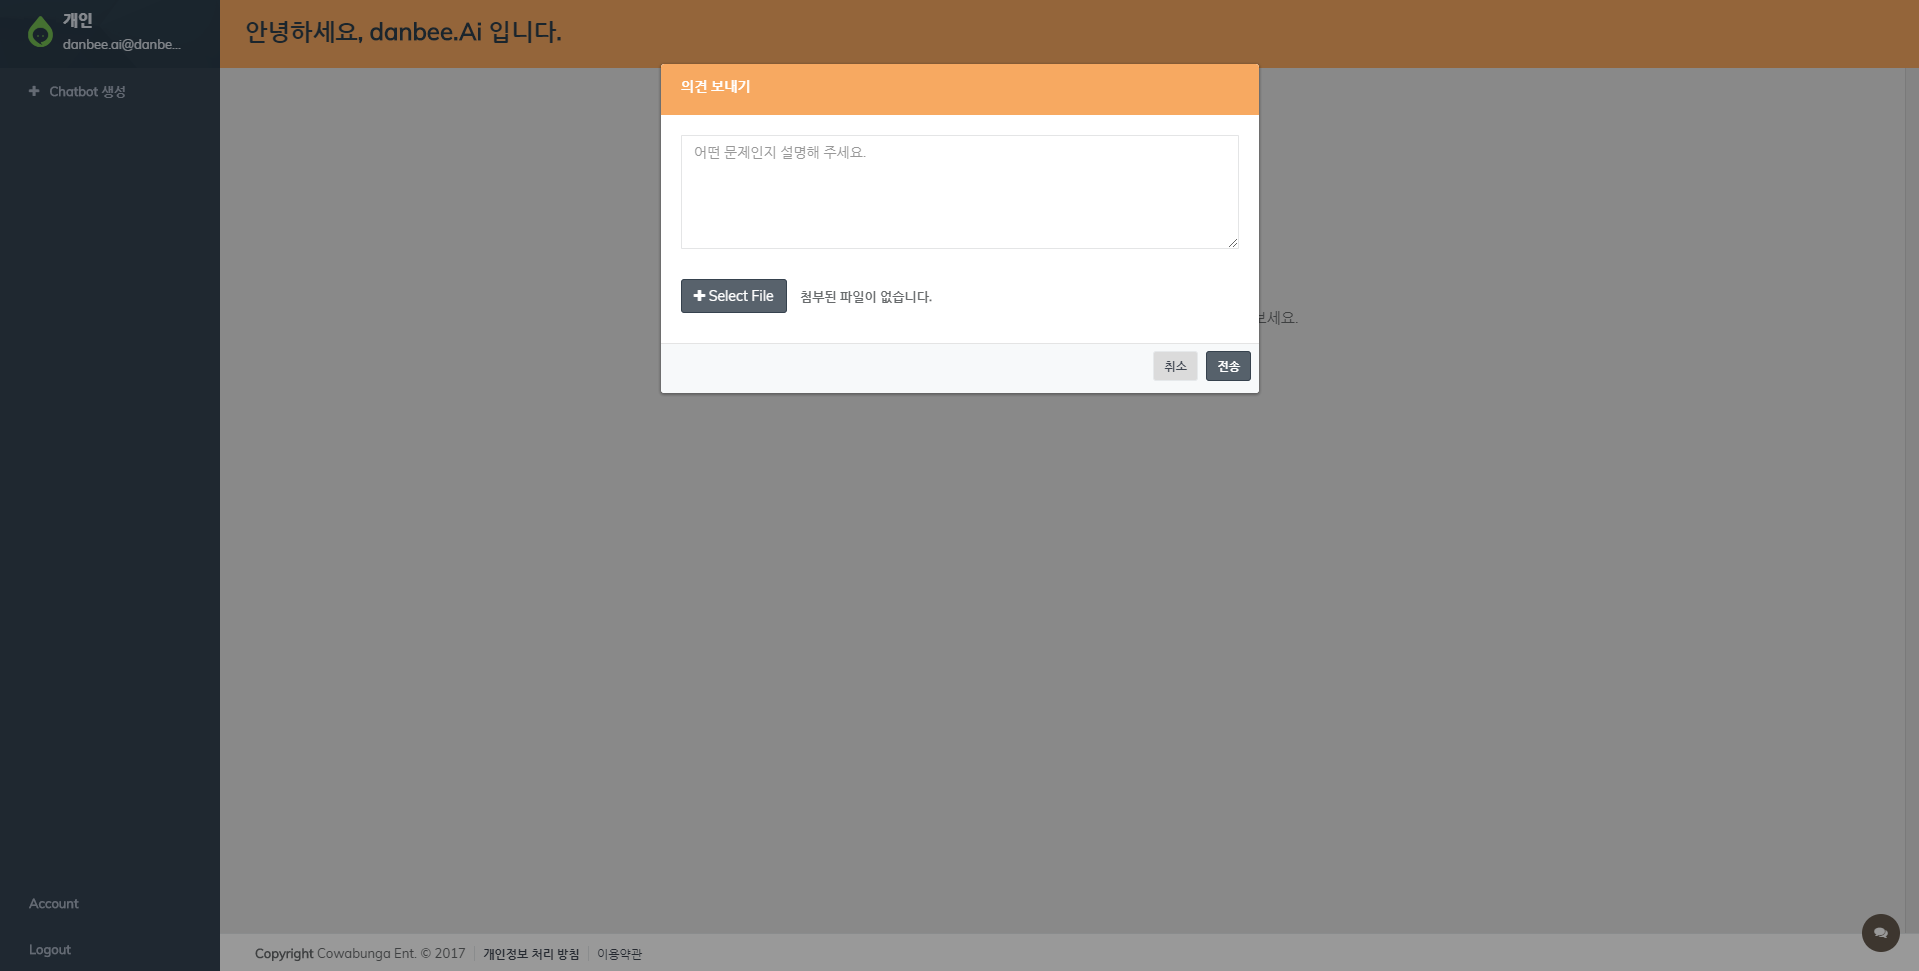 개인
danbee.ai@danbe...
Chatbot 생성
Account
Logout
안녕하세요, danbee.Ai 입니다.
의견 보내기
어떤 문제인지 설명해 주세요.
Select File
첨부된 파일이 없습니다.
보세요.
취소
전송
Copyright Cowabunga Ent. © 2017
개인정보 처리 방침
이용약관